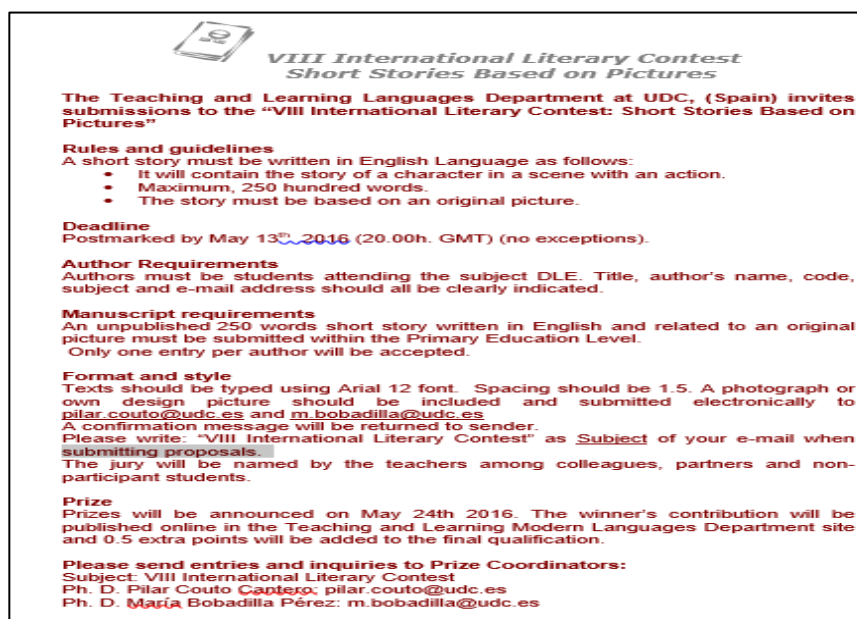 VIII International Literary Contest
Short Stories Based on Pictures
The Teaching and Learning Languages Department at UDC, (Spain) invites
submissions to the “VIII International Literary Contest: Short Stories Based on
Pictures”
Rules and guidelines
A short story must be written in English Language as follows:
• It will contain the story of a character in a scene with an action.
• Maximum, 250 hundred words.
• The story must be based on an original picture.
Deadline
Postmarked by May 13th, 2016 (20.00h. GMT) (no exceptions).
Author Requirements
Authors must be students attending the subject DLE. Title, author’s name, code,
subject and e-mail address should all be clearly indicated.
Manuscript requirements
An unpublished 250 words short story written in English and related to an original
picture must be submitted within the Primary Education Level.
Only one entry per author will be accepted.
Format and style
Texts should be typed using Arial 12 font. Spacing should be 1.5. A photograph or
own design picture should be included and submitted electronically to
pilar.couto@udc.es and m.bobadilla@udc.es
A confirmation message will be returned to sender.
Please write: “VIII International Literary Contest” as Subject of your e-mail when
submitting proposals.
The jury will be named by the teachers among colleagues, partners and non-
participant students.
Prize
Prizes will be announced on May 24th 2016. The winner’s contribution will be
published online in the Teaching and Learning Modern Languages Department site
and 0.5 extra points will be added to the final qualification.
Please send entries and inquiries to Prize Coordinators:
Subject: VIII International Literary Contest
Ph. D. Pilar Couto Cantero: pilar.couto@udc.es
Ph. D. María Bobadilla Pérez: m.bobadilla@udc.es